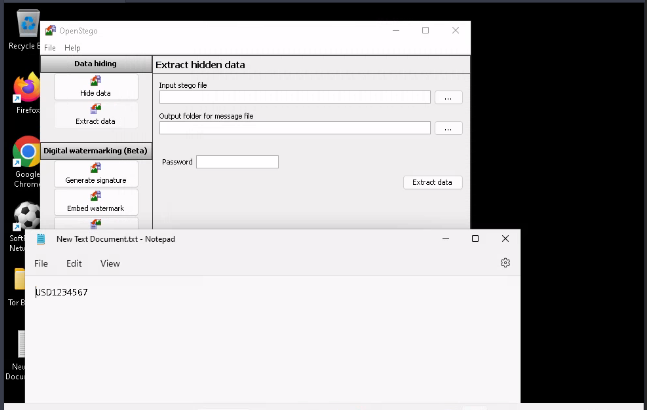 Recycle B
OpenStego
File Help
Data hiding
Hide data
Extract data
Digital watermarking (Beta)
Generate signature
Embed watermark
Extract hidden data
Input stego file
...
Output folder for message file
...
Password
Extract data
Firefox
Google
Chrome
Soft
Netw
Tor B
New
Docum
New Text Document.txt - Notepad
File Edit View
USD1234567